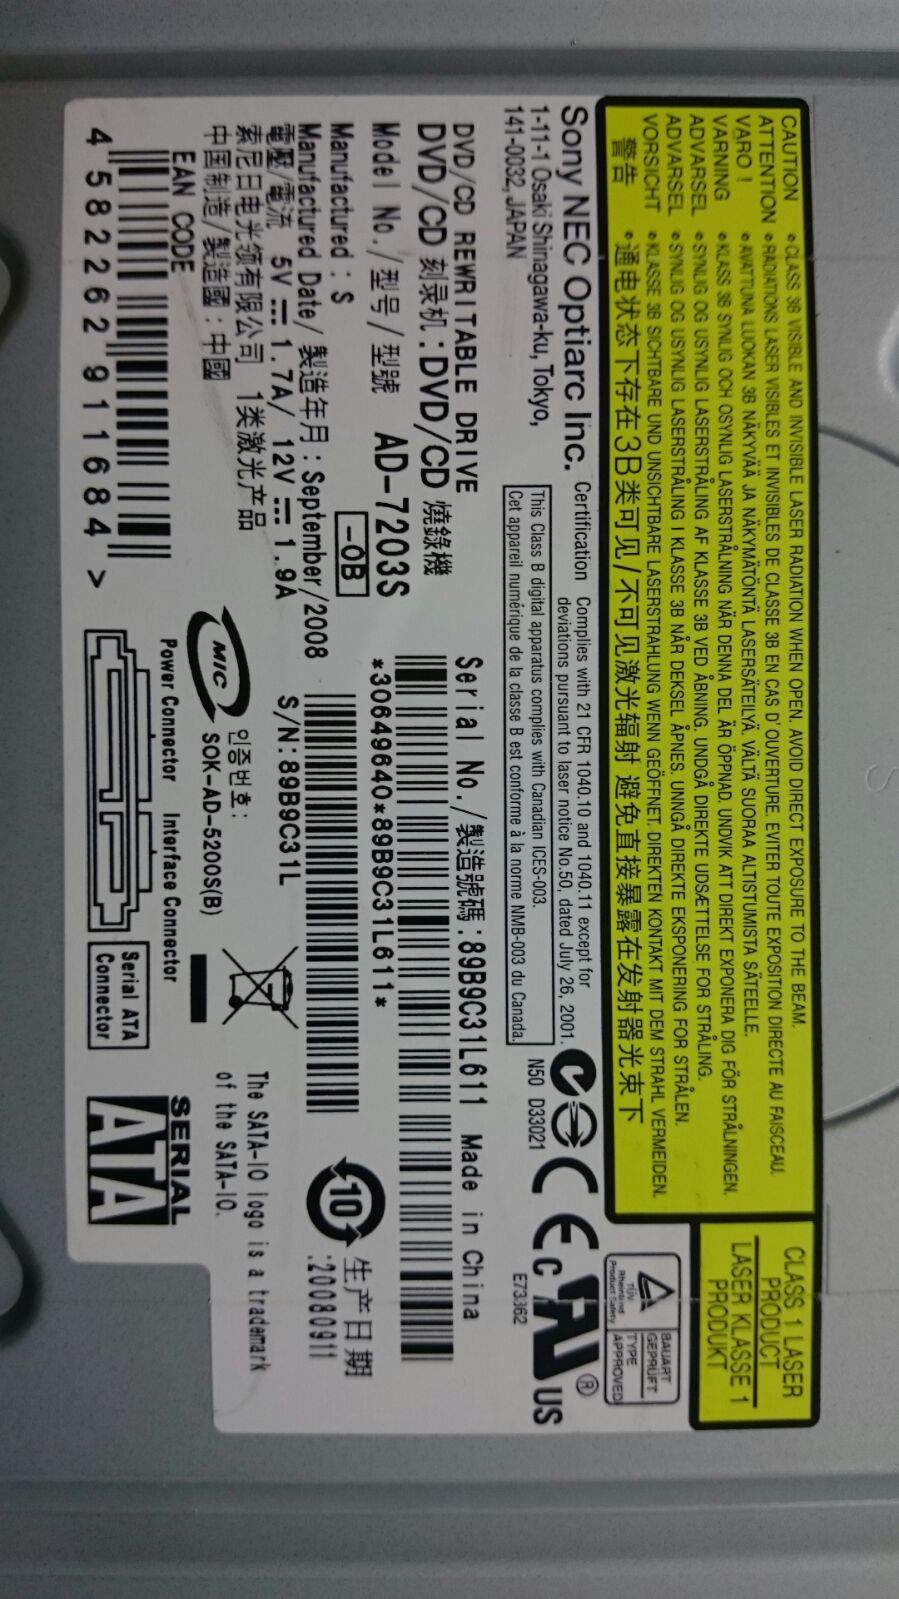 CAUTION • CLASS 3B VISIBLE AND INVISIBLE LASER RADIATION WHEN OPEN. AVOID DIRECT EXPOSURE TO THE BEAM.
ATTENTION • RADIATIONS LASER VISIBLES ET INVISIBLES DE CLASSE 3B EN CAS D'OUVERTURE. EVITER TOUTE EXPOSITION DIRECTE AU FAISCEAU.
VARO ! • AVATTUNA LUOKAN 3B NÄKYVÄÄ JA NÄKYMÄTÖNTÄ LASERSÄTEILYÄ. VÄLTÄ SUORAA ALTISTUMISTA SÄTEELLE.
VARNING • KLASS 3B SYNLIG OCH OSYNLIG LASERSTRÅLNING NÄR DENNA DEL ÄR ÖPPNAD. UNDVIK ATT DIREKT EXPONERA DIG FÖR STRÅLNINGEN.
ADVARSEL • SYNLIG OG USYNLIG LASERSTRÅLING AF KLASSE 3B VED ÅBNING. UNDGÅ DIREKTE UDSÆTTELSE FOR STRÅLING.
ADVARSEL • SYNLIG OG USYNLIG LASERSTRÅLING I KLASSE 3B NÅR DEKSEL ÅPNES. UNNGÅ DIREKTE EKSPONERING FOR STRÅLEN.
VORSICHT • KLASSE 3B SICHTBARE UND UNSICHTBARE LASERSTRAHLUNG WENN GEÖFFNET. DIREKTEN KONTAKT MIT DEM STRAHL VERMEIDEN.
警告 • 通电状态下存在3B类可见/不可见激光辐射 避免直接暴露在发射器光束下
CLASS 1 LASER
PRODUCT
LASER KLASSE 1
PRODUKT
Sony NEC Optiarc Inc.
1-11-1 Osaki Shinagawa-ku, Tokyo,
141-0032, JAPAN
Certification Complies with 21 CFR 1040.10 and 1040.11 except for
deviations pursuant to laser notice No.50, dated July 26, 2001.
This Class B digital apparatus complies with Canadian ICES-003.
Cet appareil numérique de la classe B est conforme à la norme NMB-003 du Canada.
N50 D33021
CE
c UL US ®
E73362
TÜV
Rheinland
Product Safety
BAUART
GEPRÜFT
TYPE
APPROVED
DVD/CD REWRITABLE DRIVE
DVD/CD 刻录机 : DVD/CD 燒錄機
Model No./型号/型號 AD-7203S
Manufactured : S
-0B
Manufactured Date/製造年月 : September/2008
電壓/電流 5V 1.7A/ 12V 1.9A
索尼日电光领有限公司 1类激光产品
中国制造/製造國 : 中國
Serial No./製造號碼 : 89B9C31L611 Made in China
*30649640*89B9C31L611*
S/N:89B9C31L
10
生产日期
:20080911
MIC
인증번호 :
SOK-AD-5200S(B)
The SATA-IO logo is a trademark
of the SATA-IO.
EAN CODE
4 582262 911684 >
Power Connector Interface Connector
Serial ATA
Connector
SERIAL
ATA